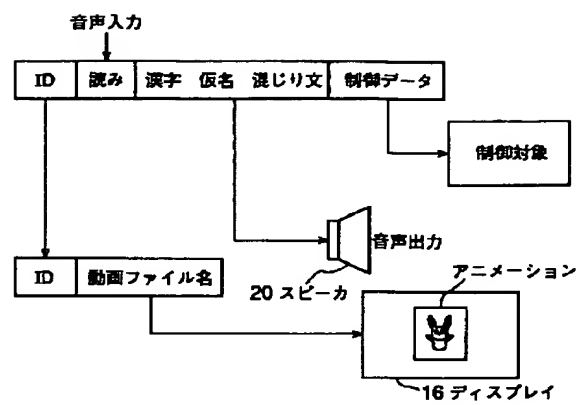 音声入力
ID 読み 漢字 仮名 混じり文 制御データ
制御対象
音声出力
20 スピーカ
ID 動画ファイル名
アニメーション
16 ディスプレイ